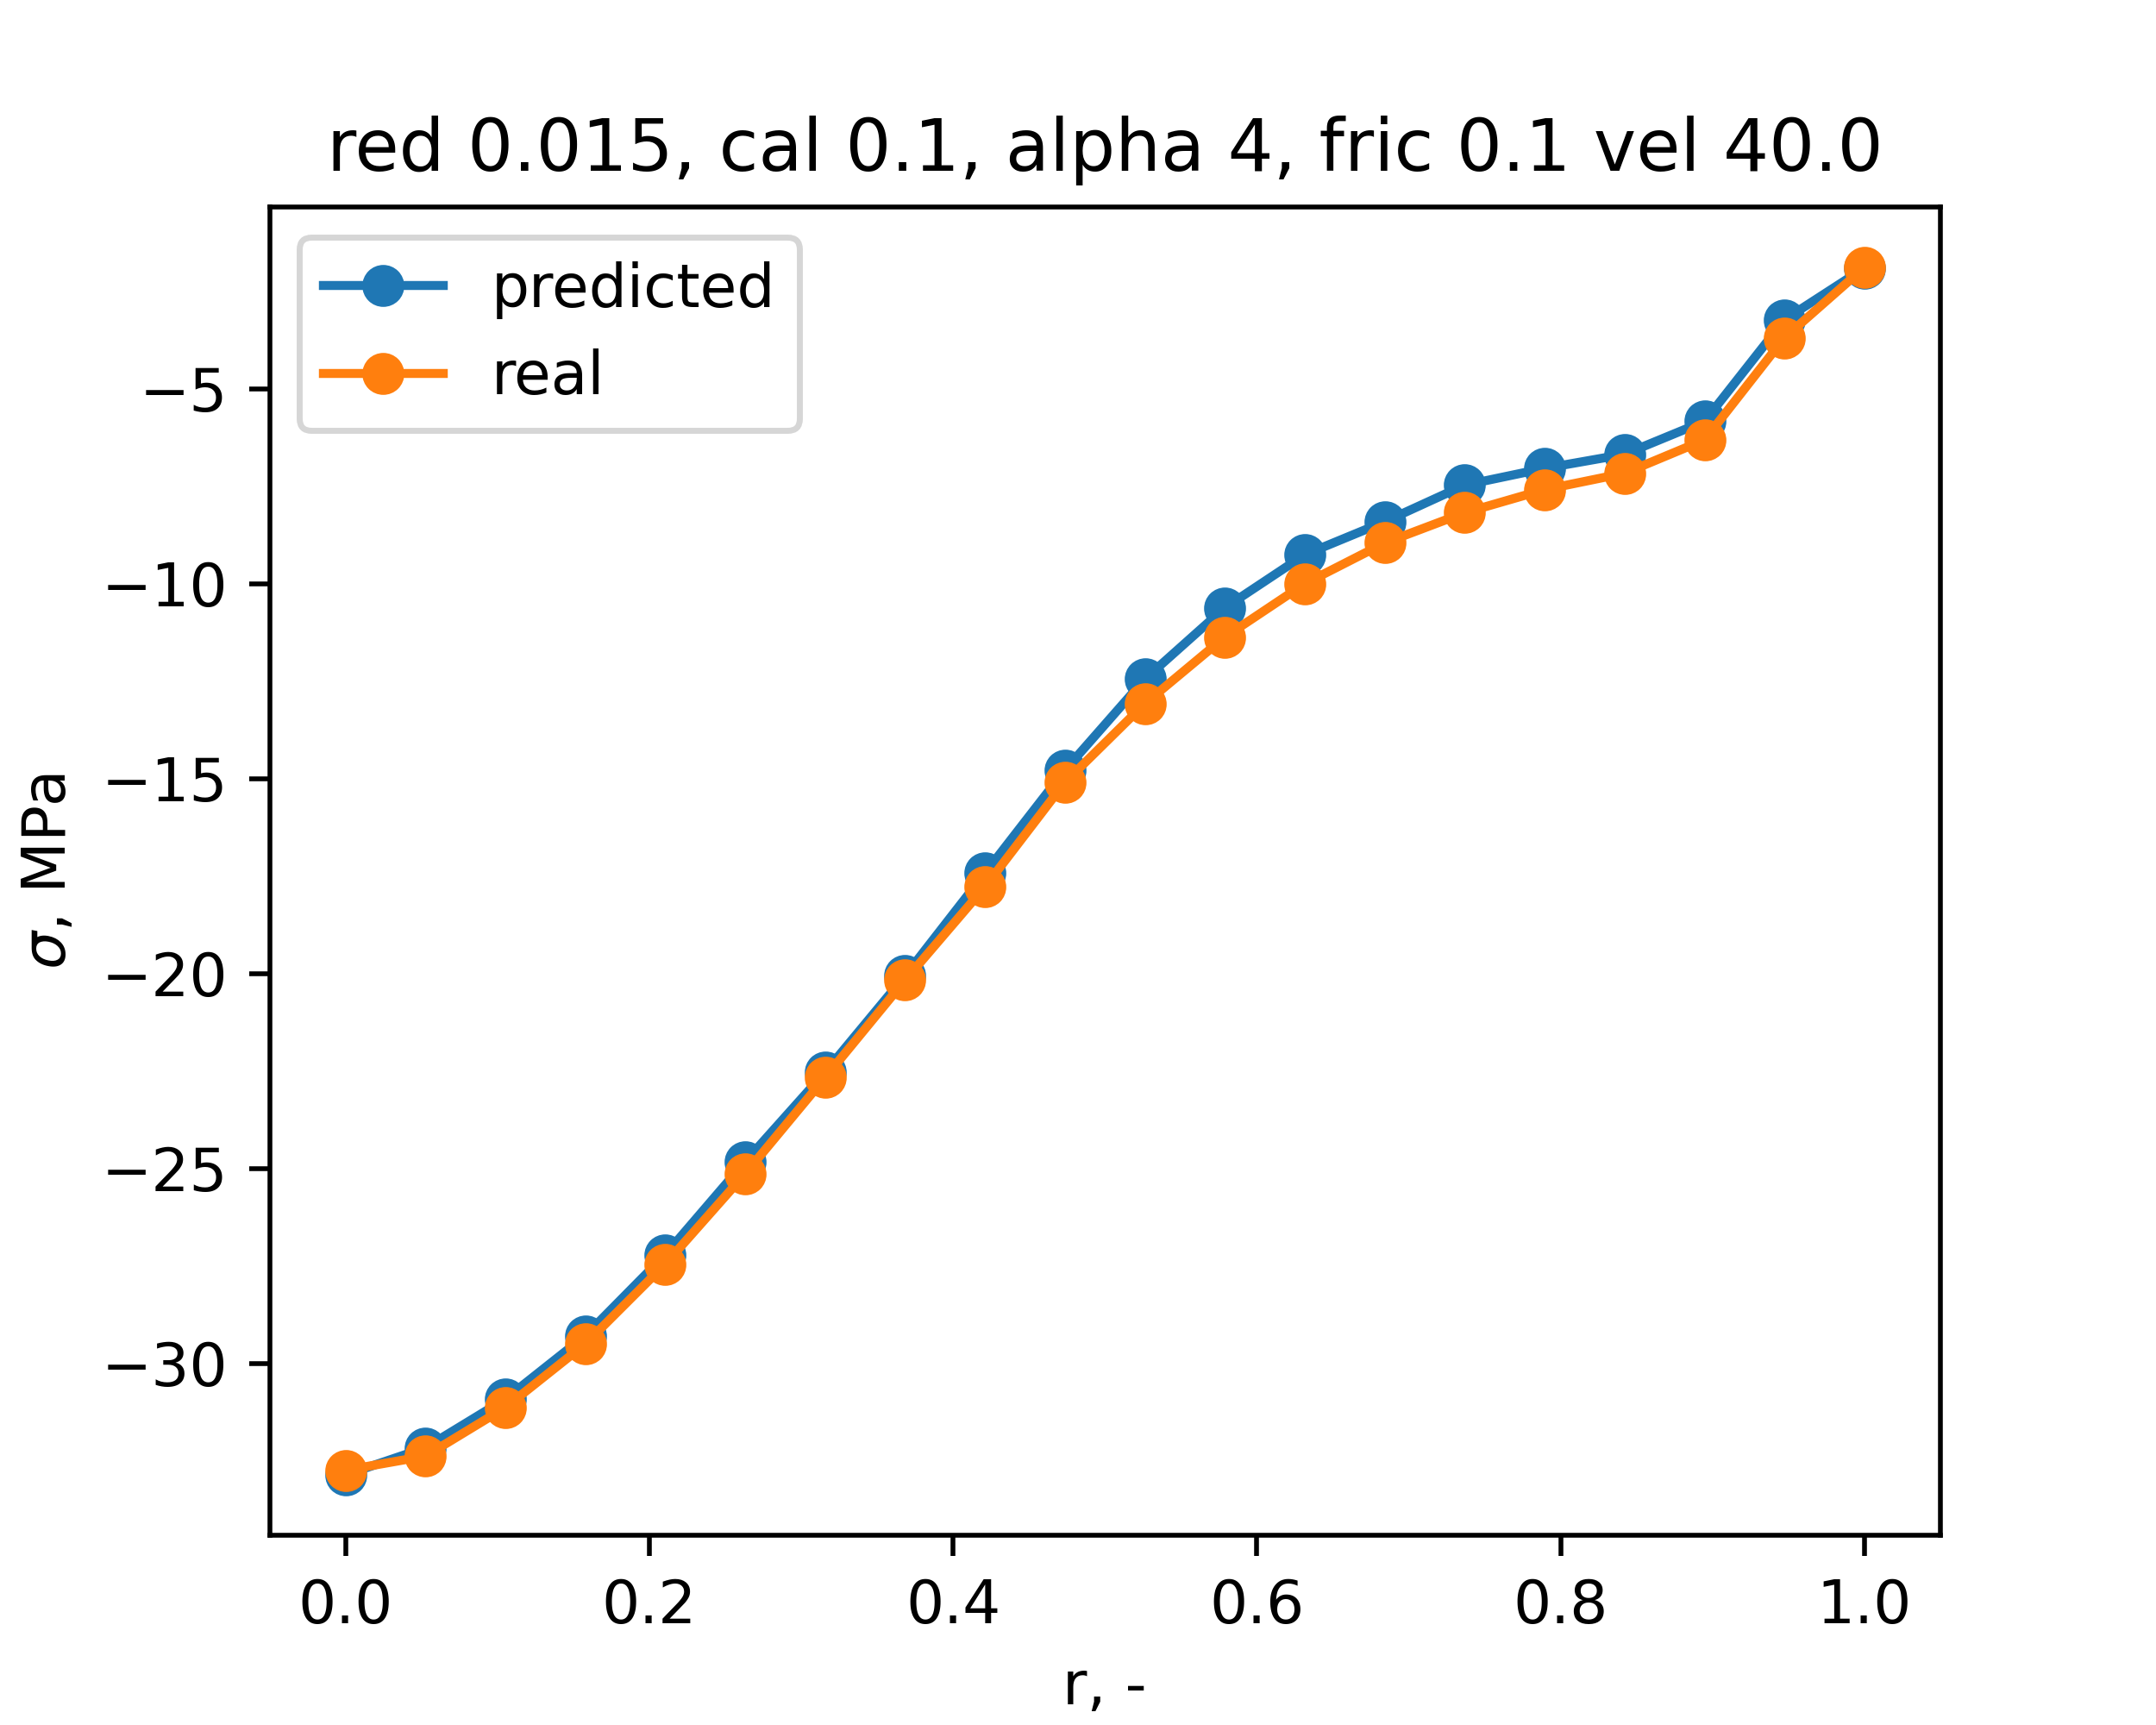 red 0.015, cal 0.1, alpha 4, fric 0.1 vel 40.0
predicted
real
−5
−10
−15
−20
−25
−30
σ, MPa
0.0 0.2 0.4 0.6 0.8 1.0
r, -